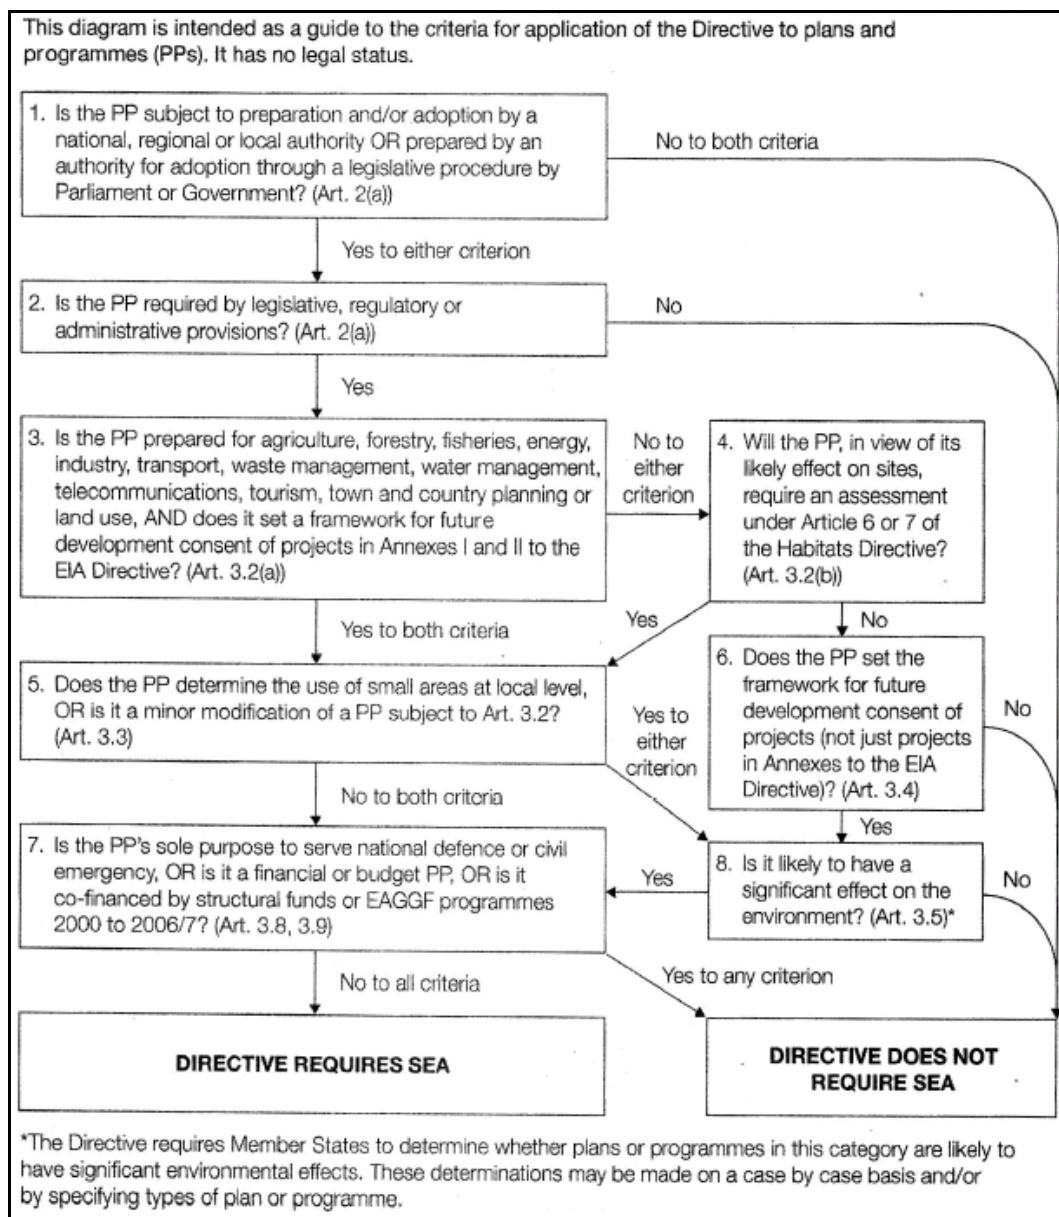 This diagram is intended as a guide to the criteria for application of the Directive to plans and
programmes (PPs). It has no legal status.
1. Is the PP subject to preparation and/or adoption by a
national, regional or local authority OR prepared by an
authority for adoption through a legislative procedure by
Parliament or Government? (Art. 2(a))
No to both criteria
Yes to either criterion
2. Is the PP required by legislative, regulatory or
administrative provisions? (Art. 2(a))
No
Yes
3. Is the PP prepared for agriculture, forestry, fisheries, energy,
industry, transport, waste management, water management,
telecommunications, tourism, town and country planning or
land use, AND does it set a framework for future
development consent of projects in Annexes I and II to the
EIA Directive? (Art. 3.2(a))
No to
either
criterion
4. Will the PP, in view of its
likely effect on sites,
require an assessment
under Article 6 or 7 of
the Habitats Directive?
(Art. 3.2(b))
Yes to both criteria
Yes
No
5. Does the PP determine the use of small areas at local level,
OR is it a minor modification of a PP subject to Art. 3.2?
(Art. 3.3)
Yes to
either
criterion
6. Does the PP set the
framework for future
development consent of
projects (not just projects
in Annexes to the EIA
Directive)? (Art. 3.4)
No
No to both criteria
Yes
7. Is the PP's sole purpose to serve national defence or civil
emergency, OR is it a financial or budget PP, OR is it
co-financed by structural funds or EAGGF programmes
2000 to 2006/7? (Art. 3.8, 3.9)
Yes
8. Is it likely to have a
significant effect on the
environment? (Art. 3.5)*
No
No to all criteria
Yes to any criterion
DIRECTIVE REQUIRES SEA
DIRECTIVE DOES NOT
REQUIRE SEA
*The Directive requires Member States to determine whether plans or programmes in this category are likely to
have significant environmental effects. These determinations may be made on a case by case basis and/or
by specifying types of plan or programme.